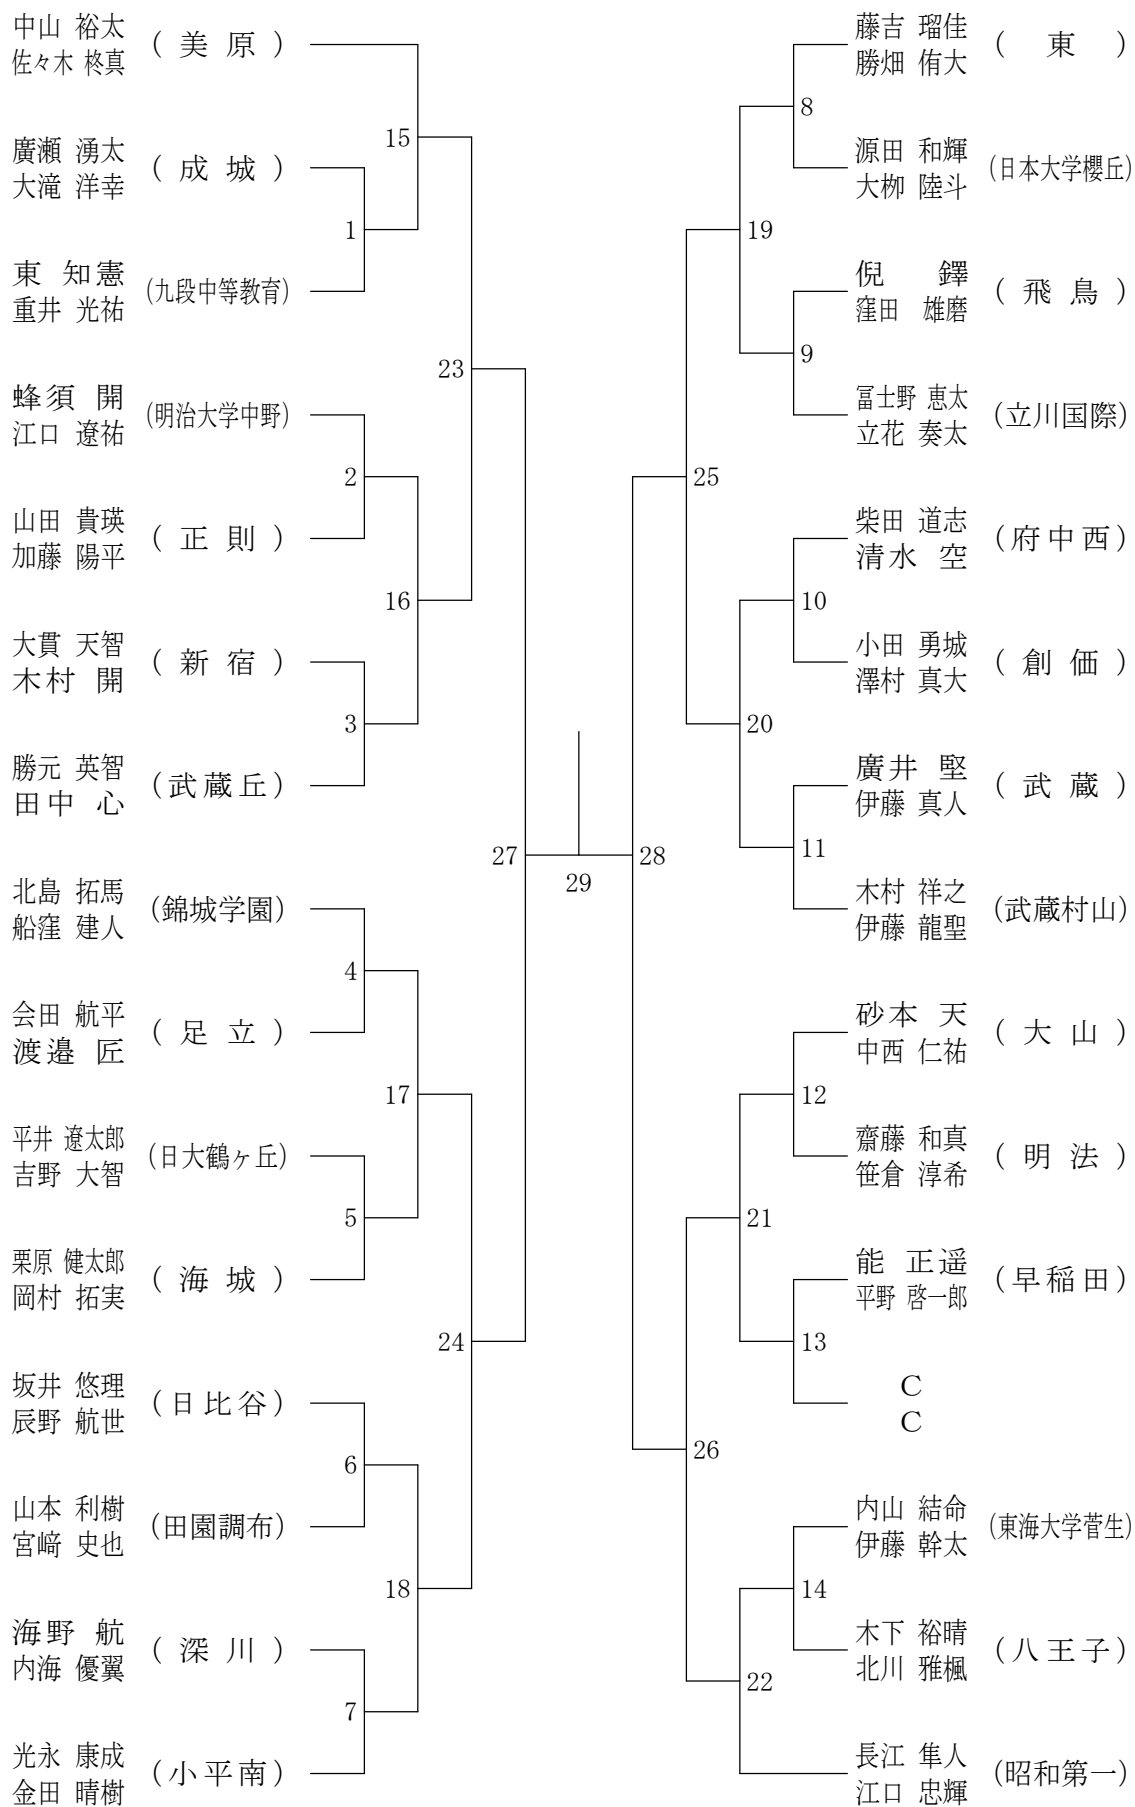 中山 裕太
佐々木 柊真
( 美 原 )
15
廣瀬 湧太
大滝 洋幸
( 成 城 )
1
東 知憲
重井 光祐
(九段中等教育)
23
蜂須 開
江口 遼祐
(明治大学中野)
2
山田 貴瑛
加藤 陽平
( 正 則 )
16
大貫 天智
木村 開
( 新 宿 )
3
勝元 英智
田中 心
(武蔵丘)
27
北島 拓馬
船窪 建人
(錦城学園)
4
会田 航平
渡邉 匠
( 足 立 )
17
平井 遼太郎
吉野 大智
(日大鶴ヶ丘)
5
栗原 健太郎
岡村 拓実
( 海 城 )
24
坂井 悠理
辰野 航世
(日比谷)
6
山本 利樹
宮﨑 史也
(田園調布)
18
海野 航
内海 優翼
( 深 川 )
7
光永 康成
金田 晴樹
(小平南)
29
藤吉 瑠佳
勝畑 侑大
( 東 )
8
源田 和輝
大栁 陸斗
(日本大学櫻丘)
19
倪 鐸
窪田 雄磨
( 飛 鳥 )
9
冨士野 恵太
立花 奏太
(立川国際)
25
柴田 道志
清水 空
(府中西)
10
小田 勇城
澤村 真大
( 創 価 )
20
廣井 堅
伊藤 真人
( 武 蔵 )
11
木村 祥之
伊藤 龍聖
(武蔵村山)
28
砂本 天
中西 仁祐
( 大 山 )
12
齋藤 和真
笹倉 淳希
( 明 法 )
21
能 正遥
平野 啓一郎
(早稲田)
13
C
C
26
内山 結命
伊藤 幹太
(東海大学菅生)
14
木下 裕晴
北川 雅楓
(八王子)
22
長江 隼人
江口 忠輝
(昭和第一)